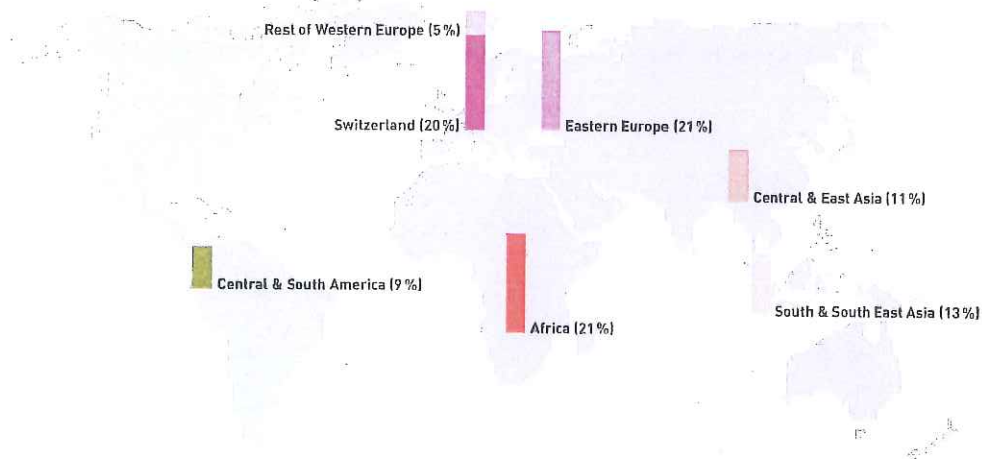 Rest of Western Europe (5 %)
Switzerland (20 %)
Eastern Europe (21 %)
Central & East Asia (11 %)
Central & South America (9 %)
South & South East Asia (13 %)
Africa (21 %)